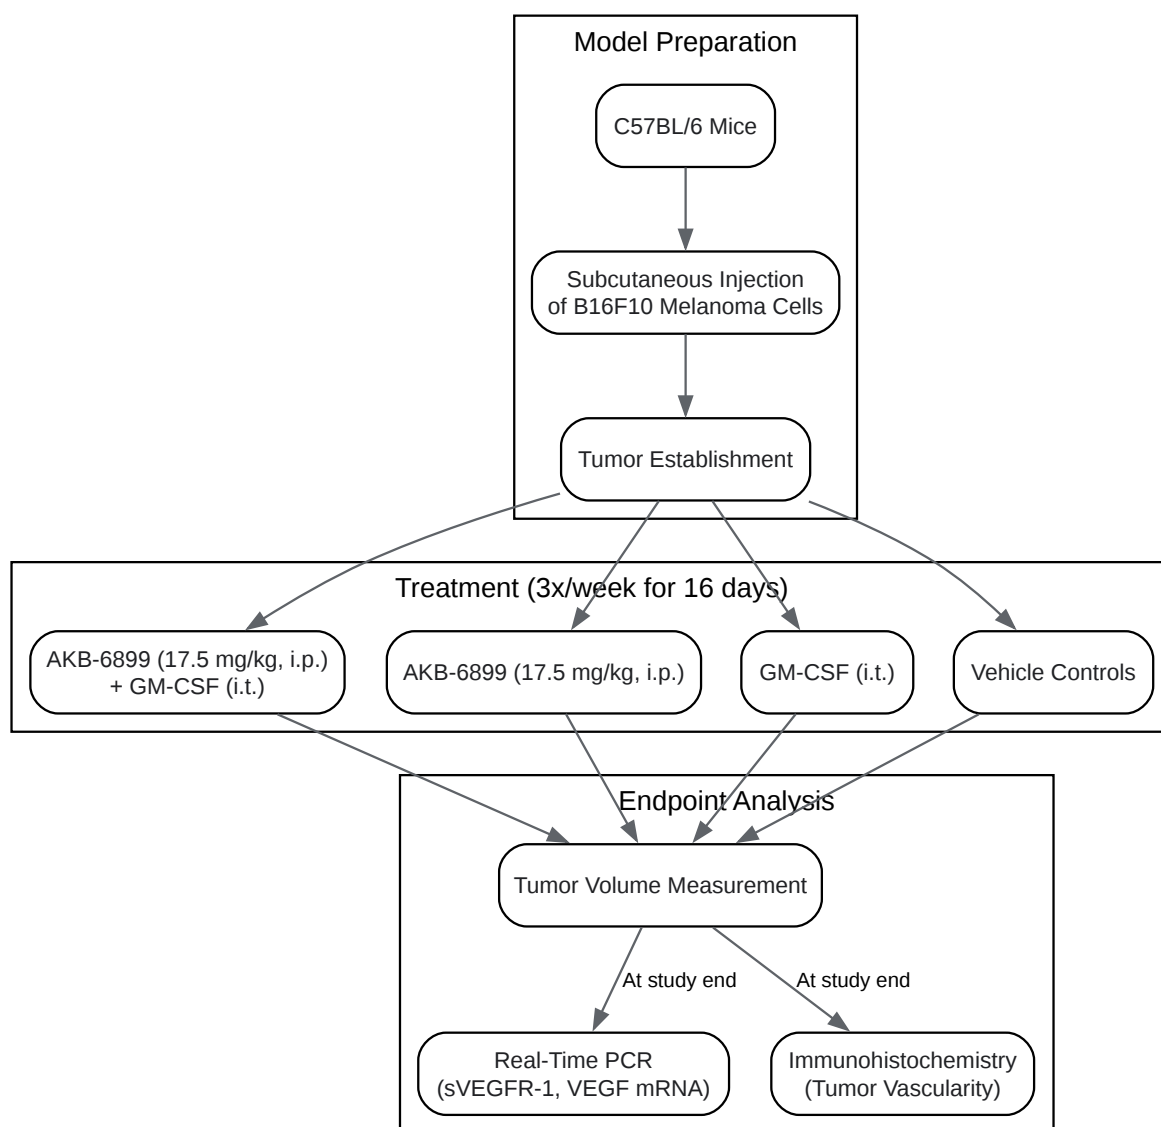 Model Preparation
C57BL/6 Mice
Subcutaneous Injection
of B16F10 Melanoma Cells
Tumor Establishment
Treatment (3x/week for 16 days)
AKB-6899 (17.5 mg/kg, i.p.)
+ GM-CSF (i.t.)
AKB-6899 (17.5 mg/kg, i.p.)
GM-CSF (i.t.)
Vehicle Controls
Endpoint Analysis
Tumor Volume Measurement
At study end
At study end
Real-Time PCR
(sVEGFR-1, VEGF mRNA)
Immunohistochemistry
(Tumor Vascularity)